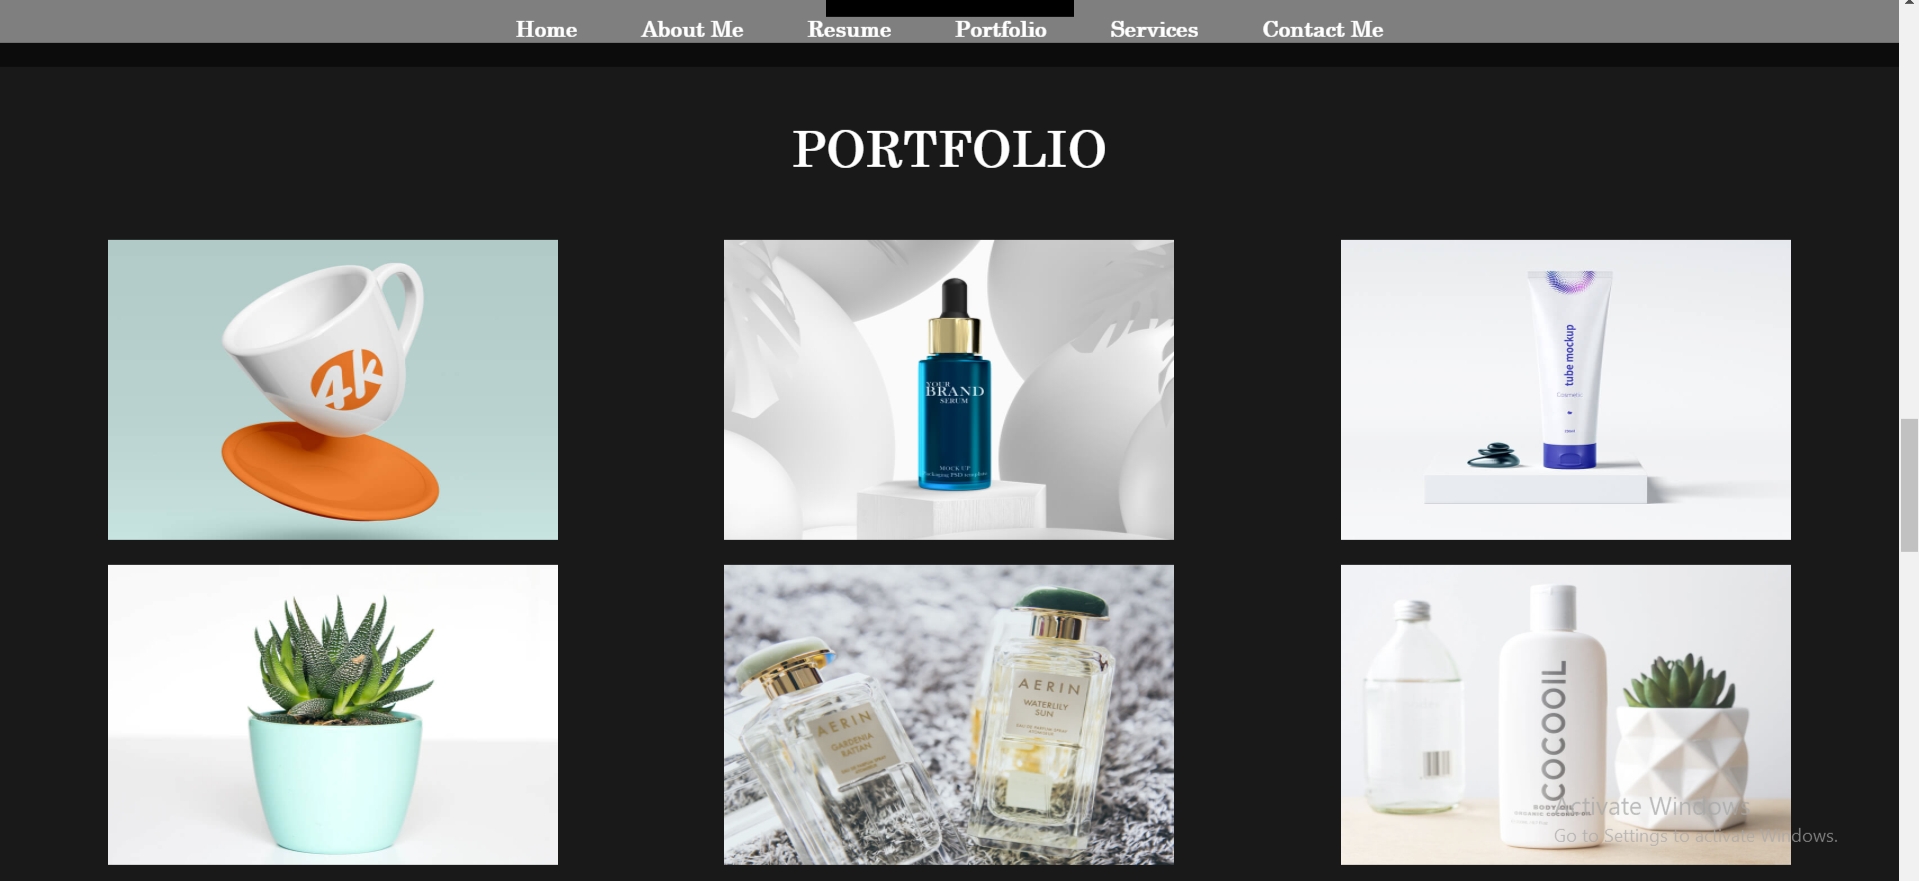 Home About Me Resume Portfolio Services Contact Me
PORTFOLIO
4k
YOUR
BRAND
SERUM
MOCK UP
tube mockup
Cosmetic
AERIN
GARDENIA
RATTAN
AERIN
WATERLILY
SUN
COCOOIL
BODY OIL
ORGANIC COCONUT OIL
Activate Windows
Go to Settings to activate Windows.